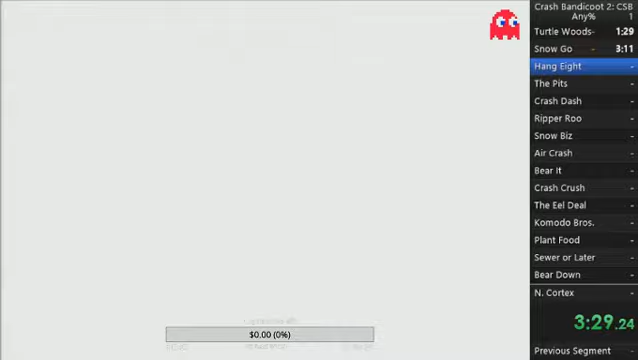 Crash Bandicoot 2: CSB
Any% 1
Turtle Woods- 1:29
Snow Go - 3:11
Hang Eight -
The Pits -
Crash Dash -
Ripper Roo -
Snow Biz -
Air Crash -
Bear It -
Crash Crush -
The Eel Deal -
Komodo Bros. -
Plant Food -
Sewer or Later -
Bear Down -
N. Cortex -
3:29.24
Previous Segment -
$0.00 (0%)